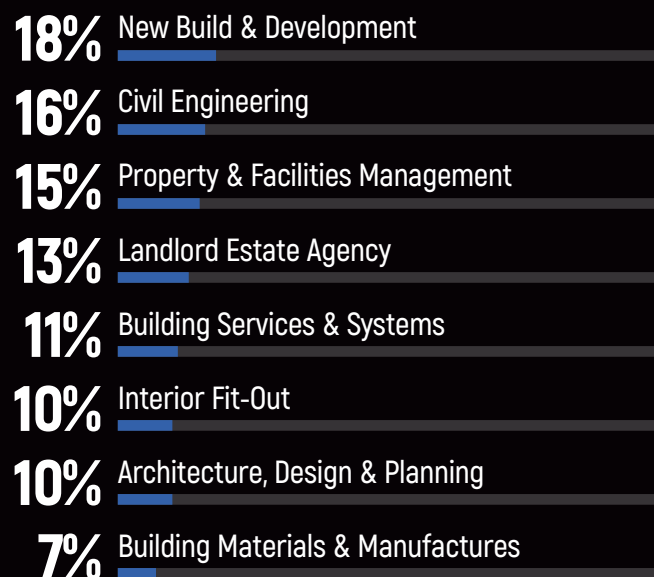 18% New Build & Development
16% Civil Engineering
15% Property & Facilities Management
13% Landlord Estate Agency
11% Building Services & Systems
10% Interior Fit-Out
10% Architecture, Design & Planning
7% Building Materials & Manufactures